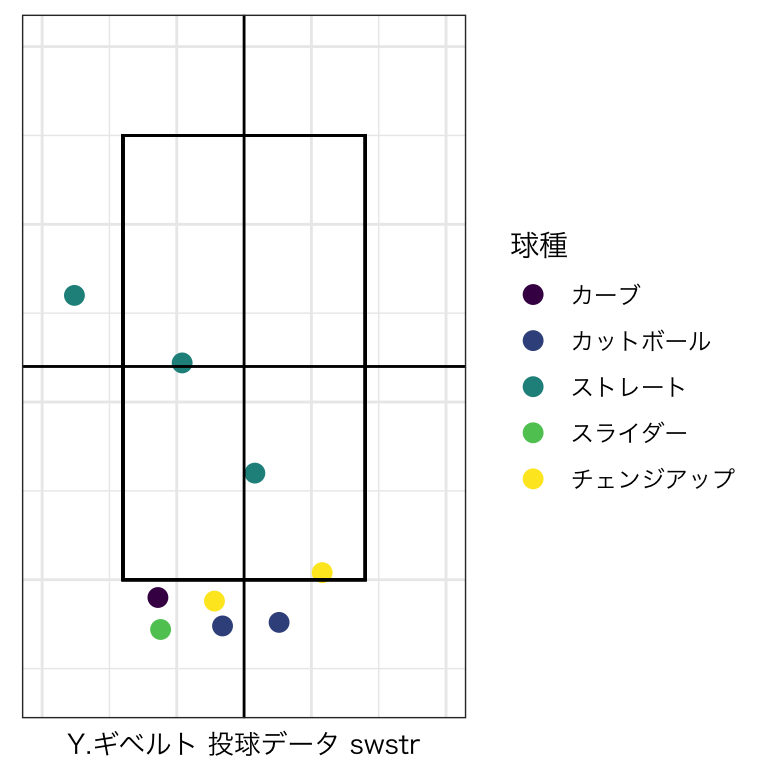 球種
カーブ
カットボール
ストレート
スライダー
チェンジアップ
Y.ギベルト 投球データ swstr